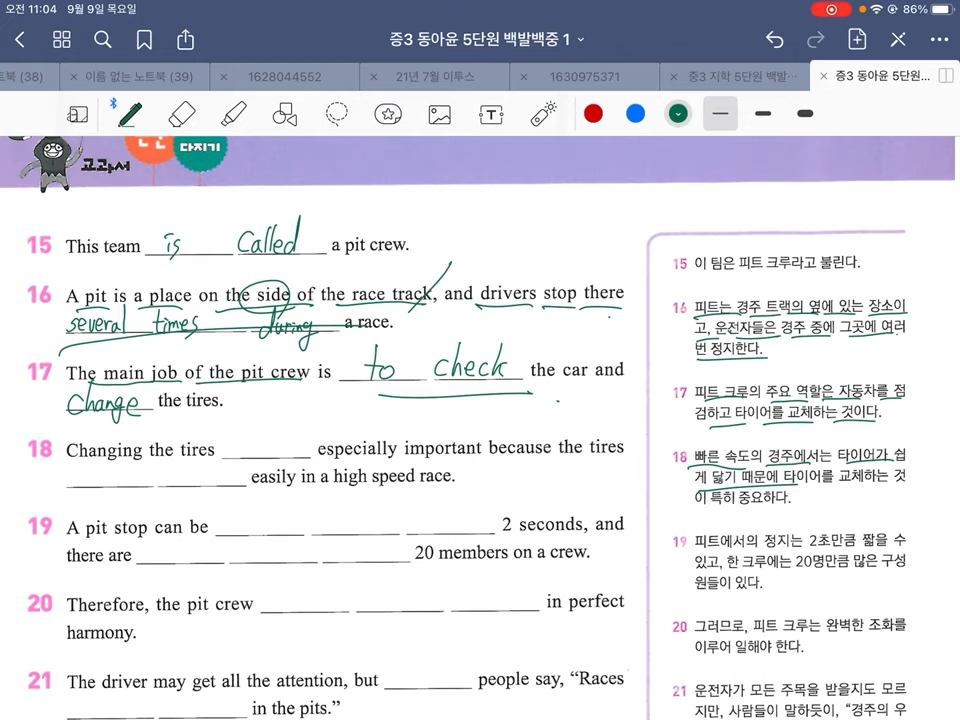 오전 11:04 9월 9일 목요일
86%
중3 동아윤 5단원 백발백중 1
트북 (38)
이름 없는 노트북 (39)
1628044552
21년 7월 이투스
1630975371
중3 지학 5단원 백발…
중3 동아윤 5단원…
교과서
다지기
15 This team is called a pit crew.
16 A pit is a place on the side of the race track, and drivers stop there
several times during a race.
17 The main job of the pit crew is to check the car and
change the tires.
18 Changing the tires ________ especially important because the tires
________ ________ easily in a high speed race.
19 A pit stop can be ________ ________ ________ 2 seconds, and
there are ________ ________ ________ 20 members on a crew.
20 Therefore, the pit crew ________ ________ ________ in perfect
harmony.
21 The driver may get all the attention, but ________ people say, “Races
________ ________ in the pits.”
15 이 팀은 피트 크루라고 불린다.
16 피트는 경주 트랙의 옆에 있는 장소이
고, 운전자들은 경주 중에 그곳에 여러
번 정지한다.
17 피트 크루의 주요 역할은 자동차를 점
검하고 타이어를 교체하는 것이다.
18 빠른 속도의 경주에서는 타이어가 쉽
게 닳기 때문에 타이어를 교체하는 것
이 특히 중요하다.
19 피트에서의 정지는 2초만큼 짧을 수
있고, 한 크루에는 20명만큼 많은 구성
원들이 있다.
20 그러므로, 피트 크루는 완벽한 조화를
이루어 일해야 한다.
21 운전자가 모든 주목을 받을지도 모르
지만, 사람들이 말하듯이, “경주의 우